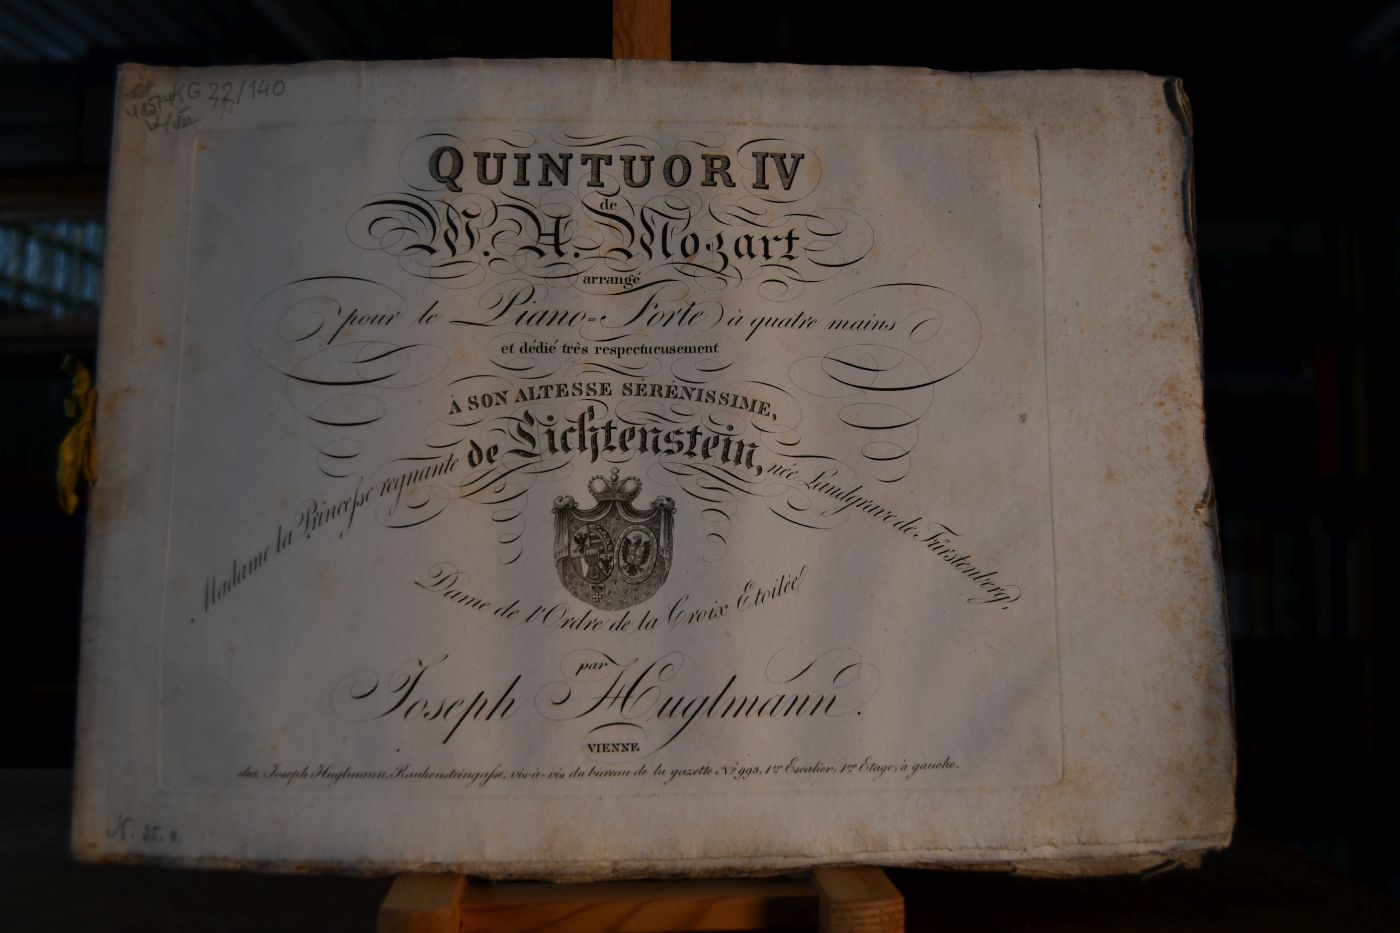 KG 22/140
QUINTUOR IV
de
W. A. Mozart
arrangé
pour le Piano=Forte à quatre mains
et dédié très respectueusement
À SON ALTESSE SÉRÉNISSIME,
Madame la Princeſse regnante de Lichtenstein, née Landgrave de Fürstenberg,
Dame de l'Ordre de la Croix Etoilée
par
Joseph Huglmann.
VIENNE
chez Joseph Huglmann, Rauhensteingaſse, vis-à-vis du bureau de la gazette Nº 993, 1er Escalier, 1er Etage, à gauche.
N. 25.